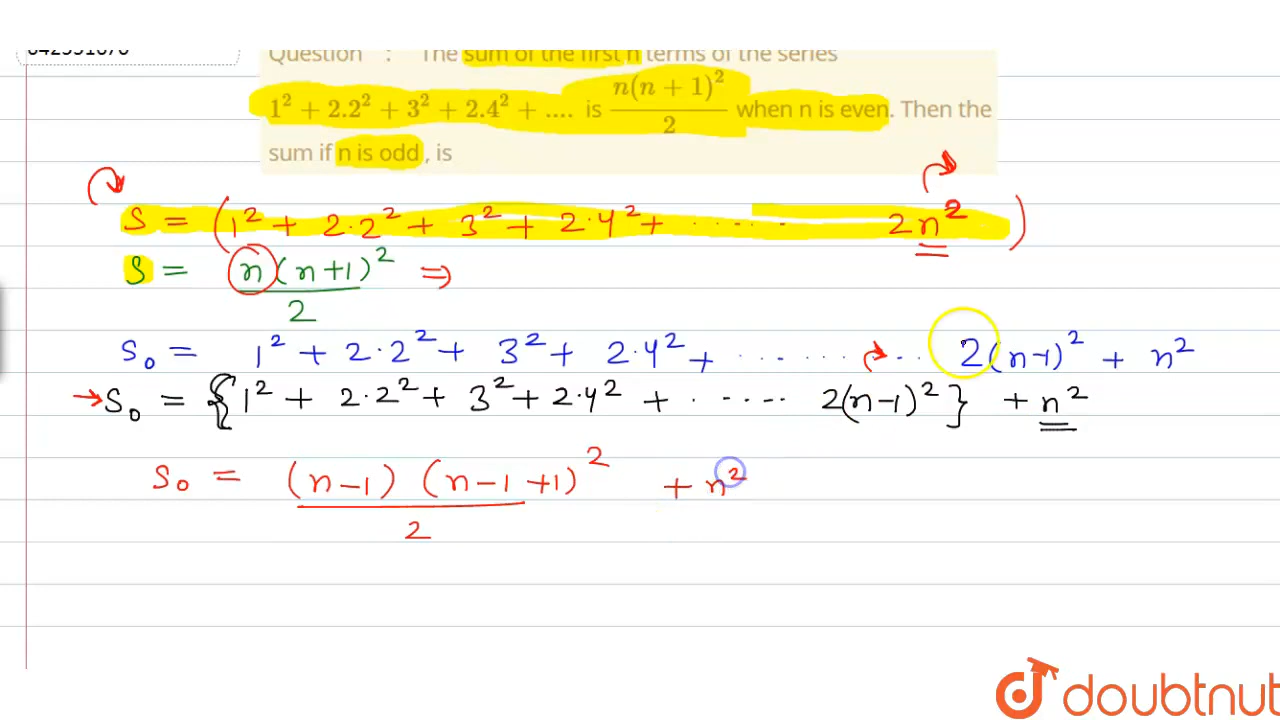 Question : The sum of the first n terms of the series
1² + 2.2² + 3² + 2.4² + .... is n(n + 1)²/2 when n is even. Then the
sum if n is odd , is
S = (1² + 2·2² + 3² + 2·4² + ······ 2n²)
S = n(n+1)²/2 ⇒
S₀ = 1² + 2·2² + 3² + 2·4² + ········ 2(n-1)² + n²
→ S₀ = {1² + 2·2² + 3² + 2·4² + ······ 2(n-1)²} + n²
S₀ = (n-1) (n-1+1)²/2 + n²
doubtnut